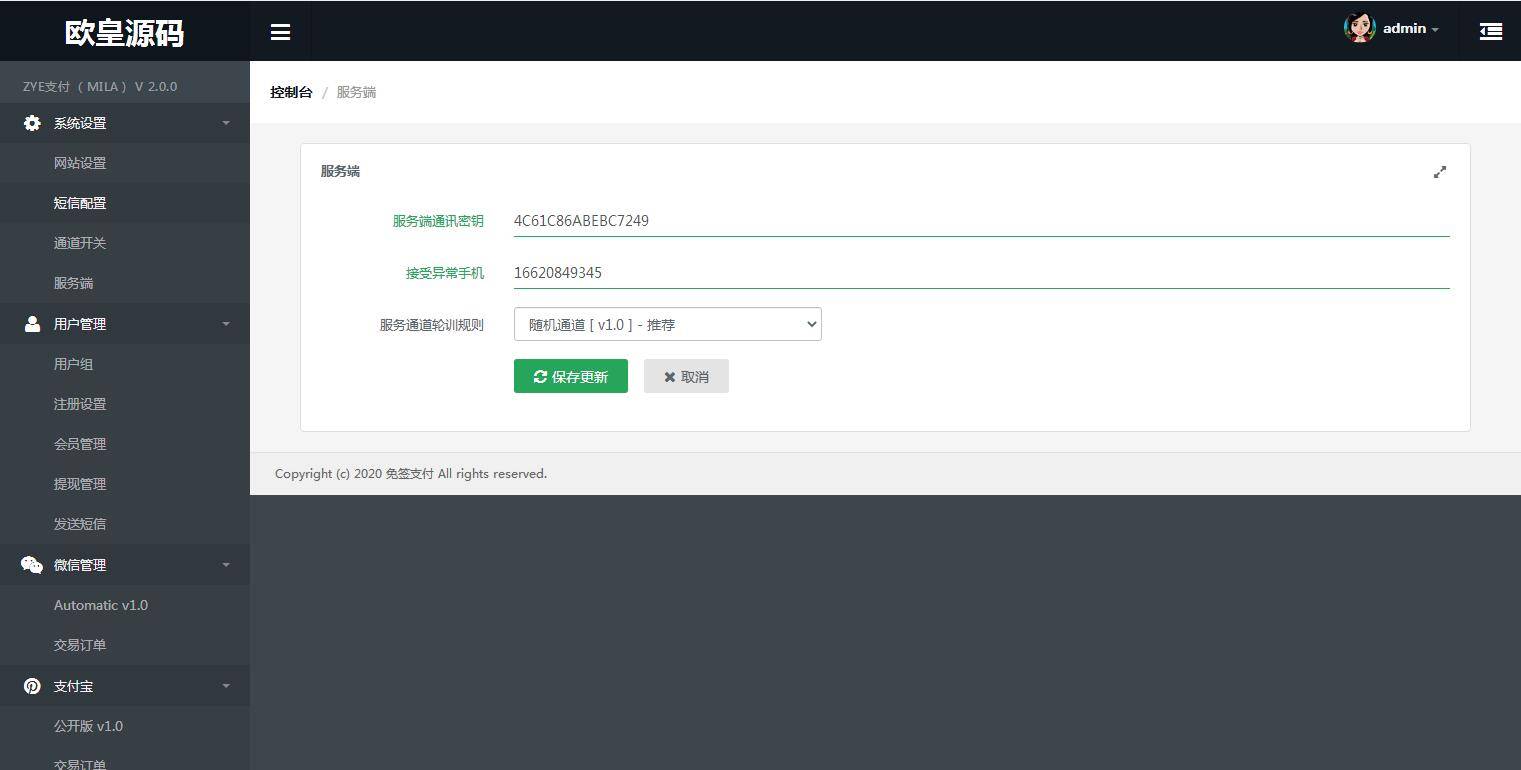 欧皇源码
admin
ZYE支付 （ MILA ） V 2.0.0
系统设置
网站设置
短信配置
通道开关
服务端
用户管理
用户组
注册设置
会员管理
提现管理
发送短信
微信管理
Automatic v1.0
交易订单
支付宝
公开版 v1.0
交易订单
控制台 / 服务端
服务端
服务端通讯密钥 4C61C86ABEBC7249
接受异常手机 16620849345
服务通道轮训规则 随机通道 [ v1.0 ] - 推荐
保存更新 取消
Copyright (c) 2020 免签支付 All rights reserved.